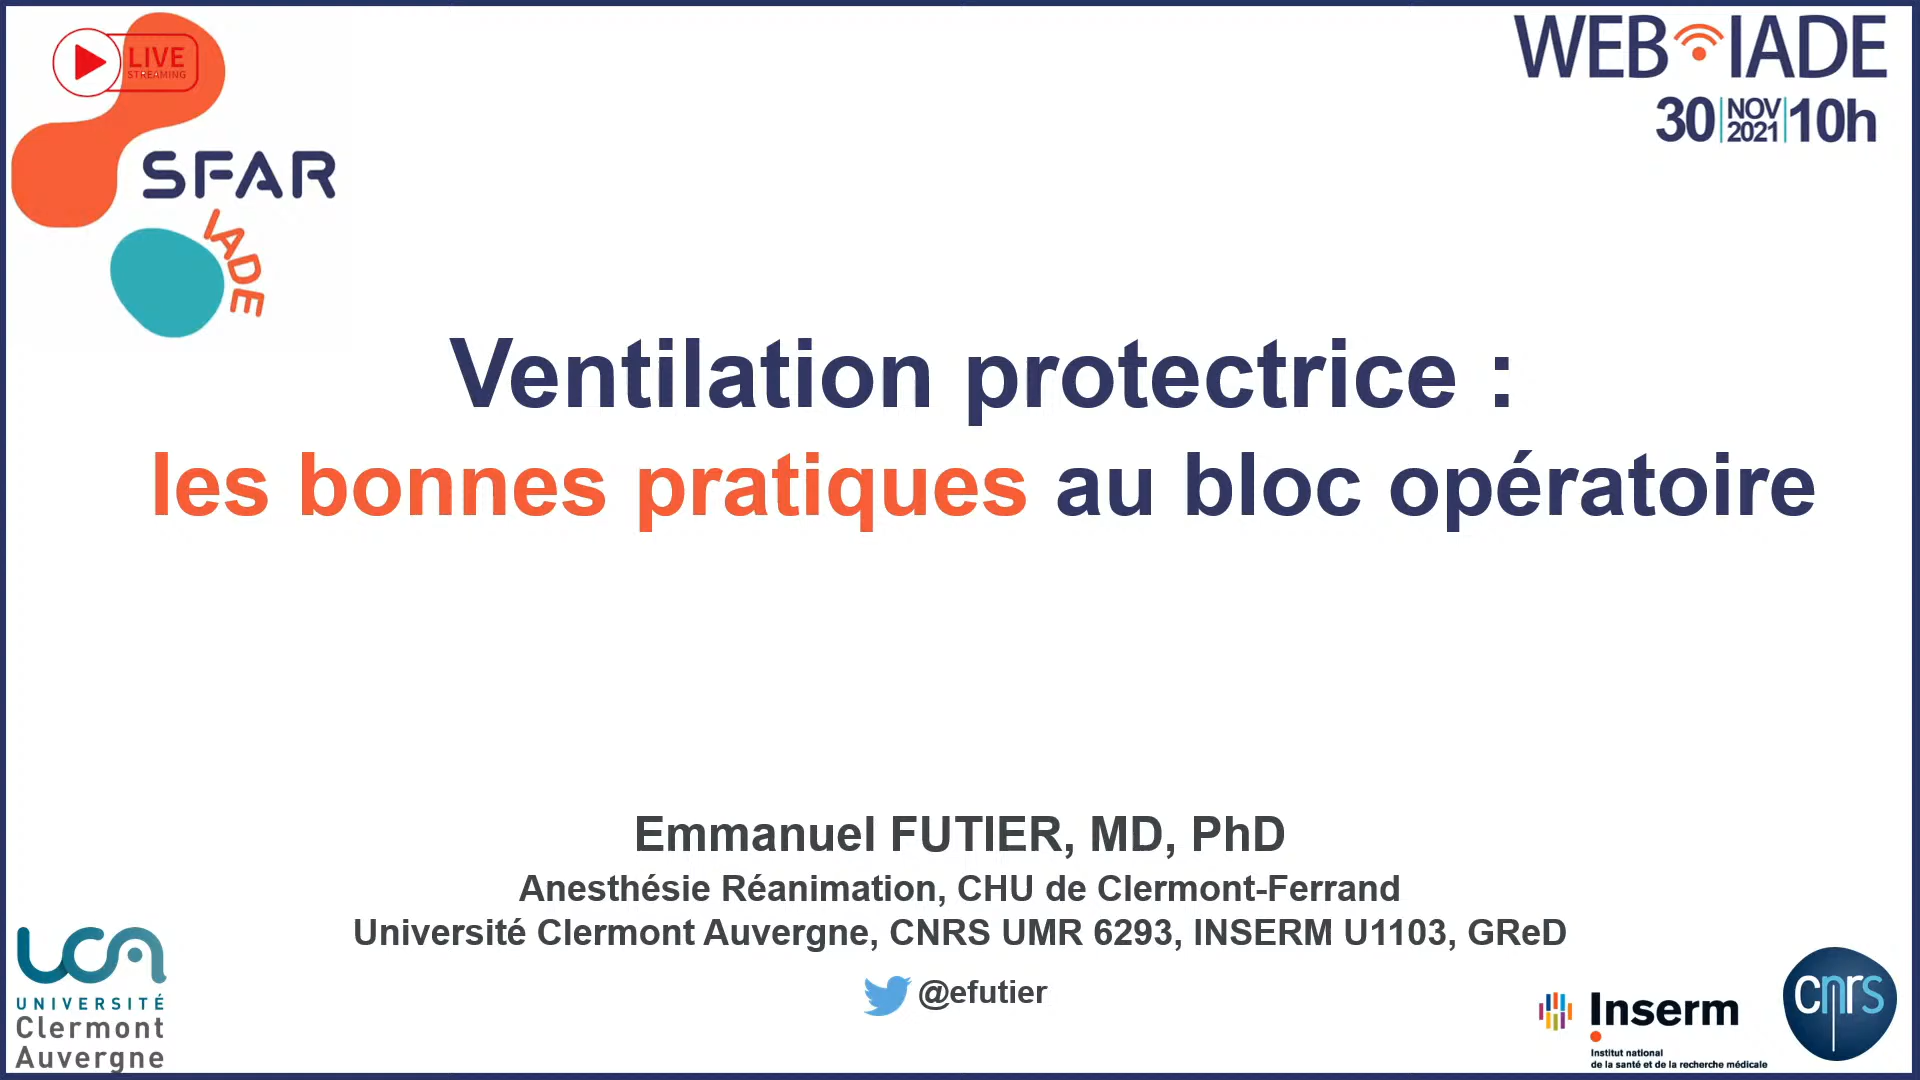 LIVE
STREAMING
SFAR
IADE
WEB IADE
30 NOV 2021 10h
Ventilation protectrice :
les bonnes pratiques au bloc opératoire
Emmanuel FUTIER, MD, PhD
Anesthésie Réanimation, CHU de Clermont-Ferrand
Université Clermont Auvergne, CNRS UMR 6293, INSERM U1103, GReD
@efutier
UCA
UNIVERSITÉ
Clermont
Auvergne
Inserm
Institut national
de la santé et de la recherche médicale
cnrs